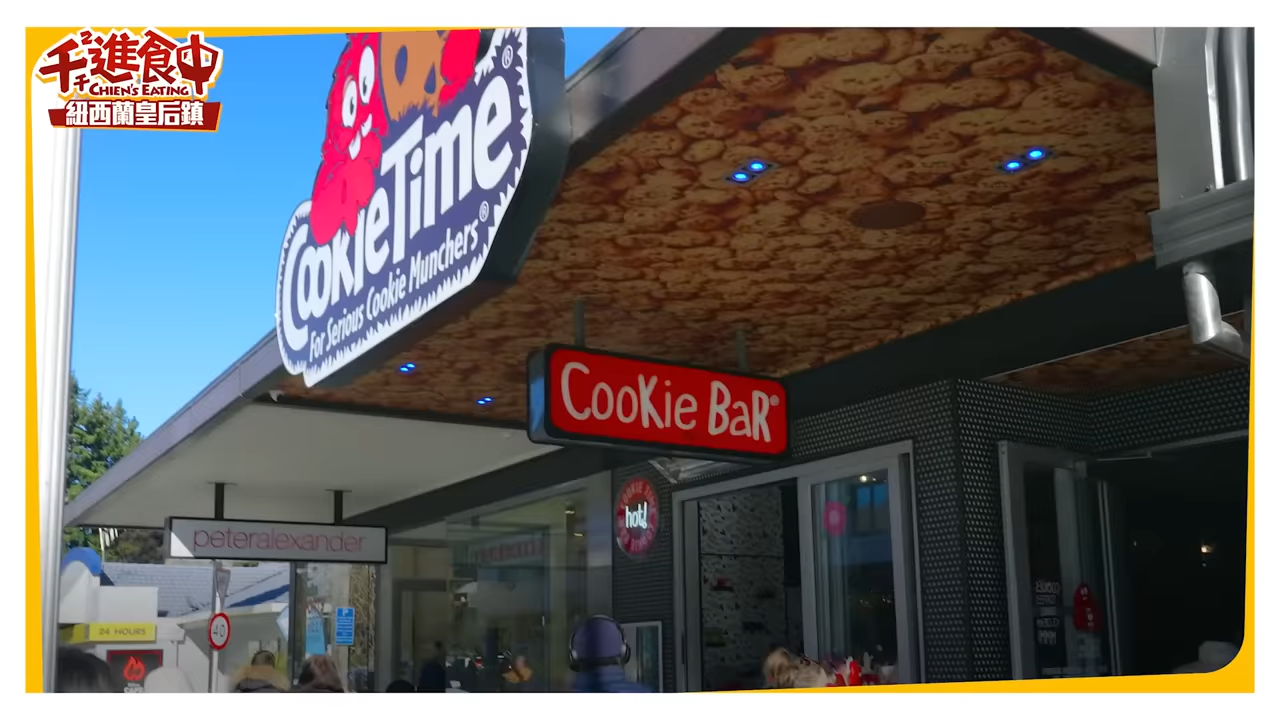 千千進食中
CHIEN'S EATING
紐西蘭皇后鎮
CookieTime®
For Serious Cookie Munchers®
COOKIE BAR®
hot!
peteralexander
40
24 HOURS